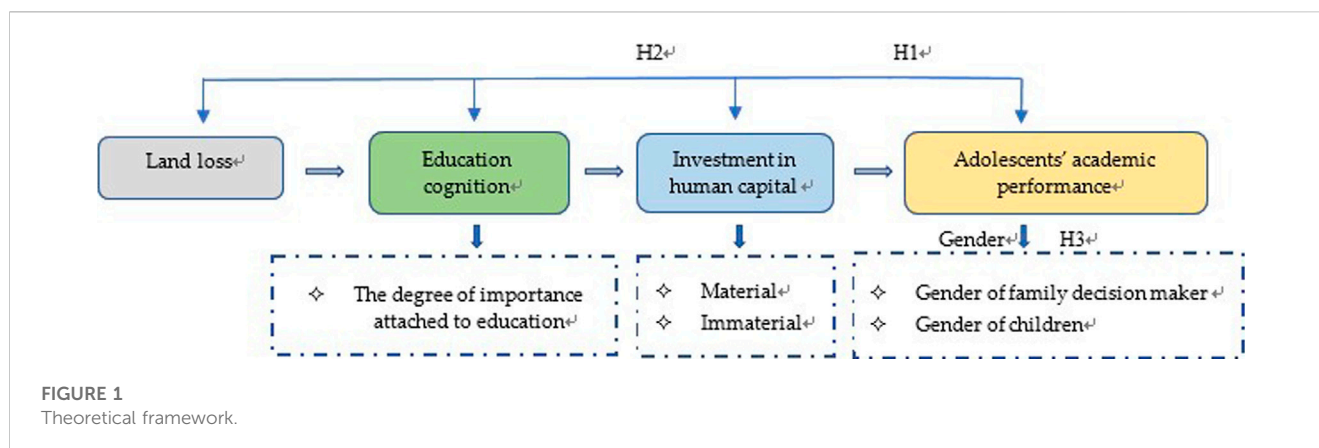 H2↵ H1↵
Land loss↵
Education
cognition↵
Investment in
human capital ↵
Adolescents' academic
performance↵
Gender↵ H3↵
✧ The degree of importance
attached to education↵
✧ Material↵
✧ Immaterial↵
✧ Gender of family decision maker ↵
✧ Gender of children↵
FIGURE 1
Theoretical framework.